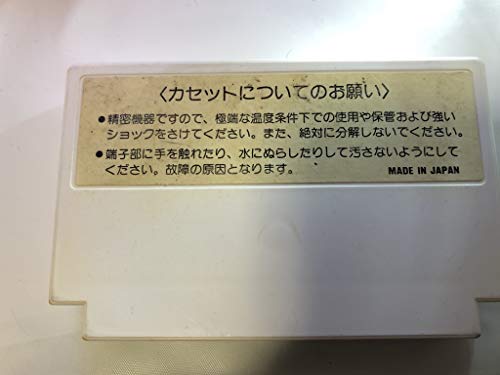 〈カセットについてのお願い〉
●精密機器ですので、極端な温度条件下での使用や保管および強い
ショックをさけてください。また、絶対に分解しないでください。
●端子部に手を触れたり、水にぬらしたりして汚さないようにして
ください。故障の原因となります。
MADE IN JAPAN